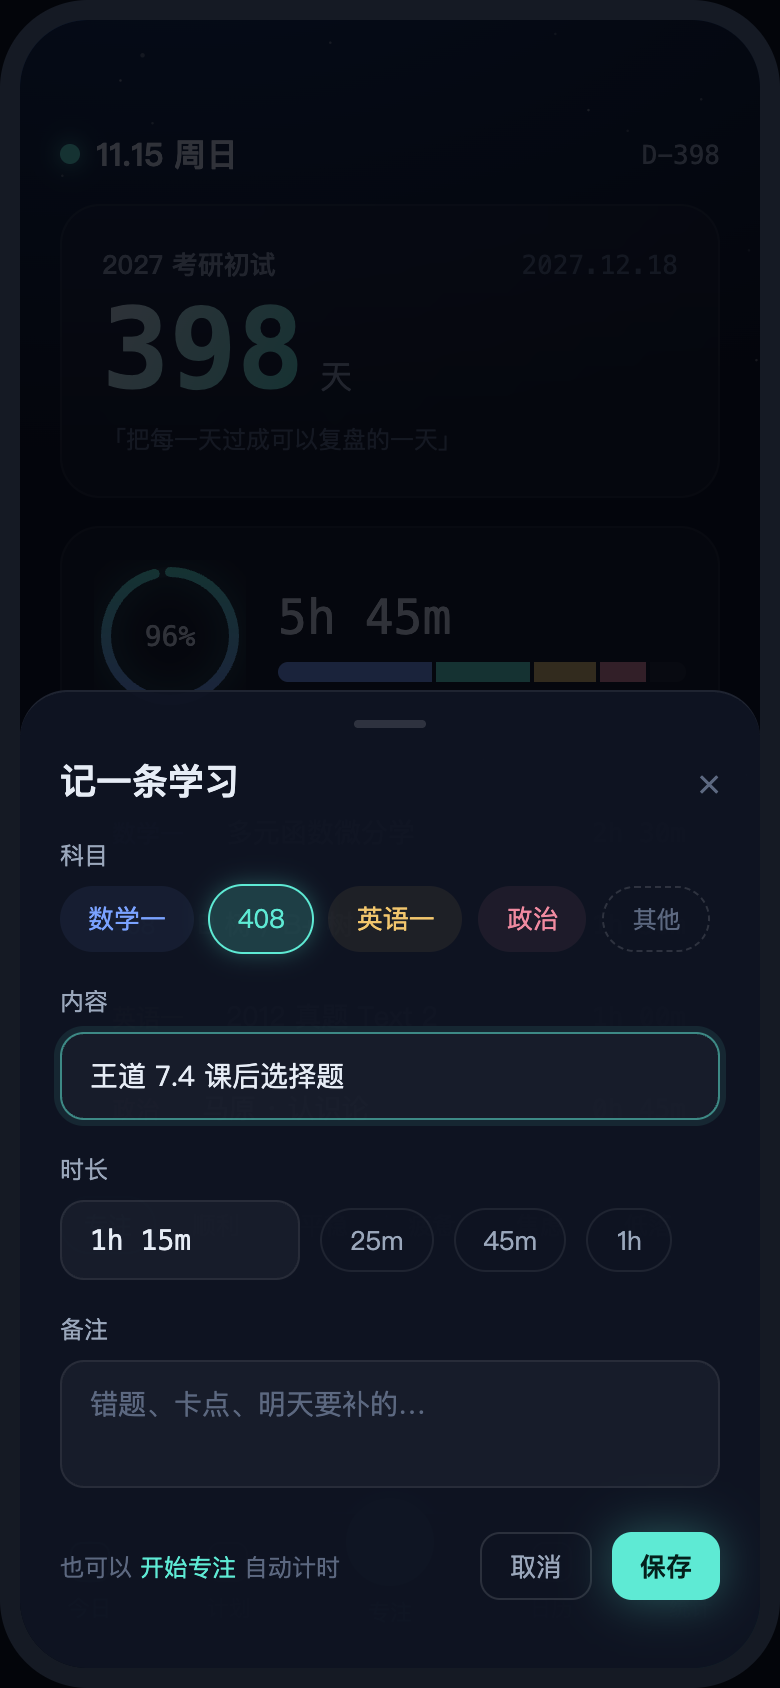 11.15 周日
D-398
2027 考研初试
2027.12.18
398 天
「把每一天过成可以复盘的一天」
96%
5h 45m
记一条学习
×
科目
数学一 408 英语一 政治 其他
内容
王道 7.4 课后选择题
时长
1h 15m 25m 45m 1h
备注
错题、卡点、明天要补的...
也可以 开始专注 自动计时
取消 保存